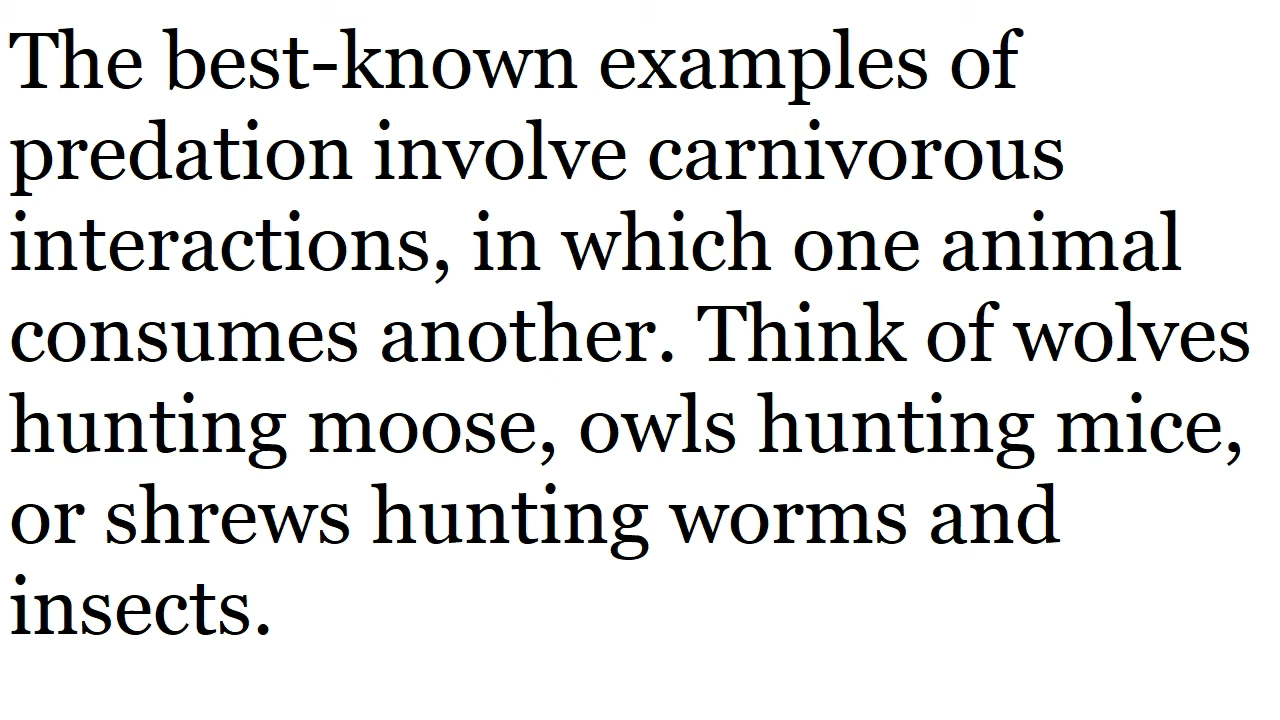 The best-known examples of
predation involve carnivorous
interactions, in which one animal
consumes another. Think of wolves
hunting moose, owls hunting mice,
or shrews hunting worms and
insects.